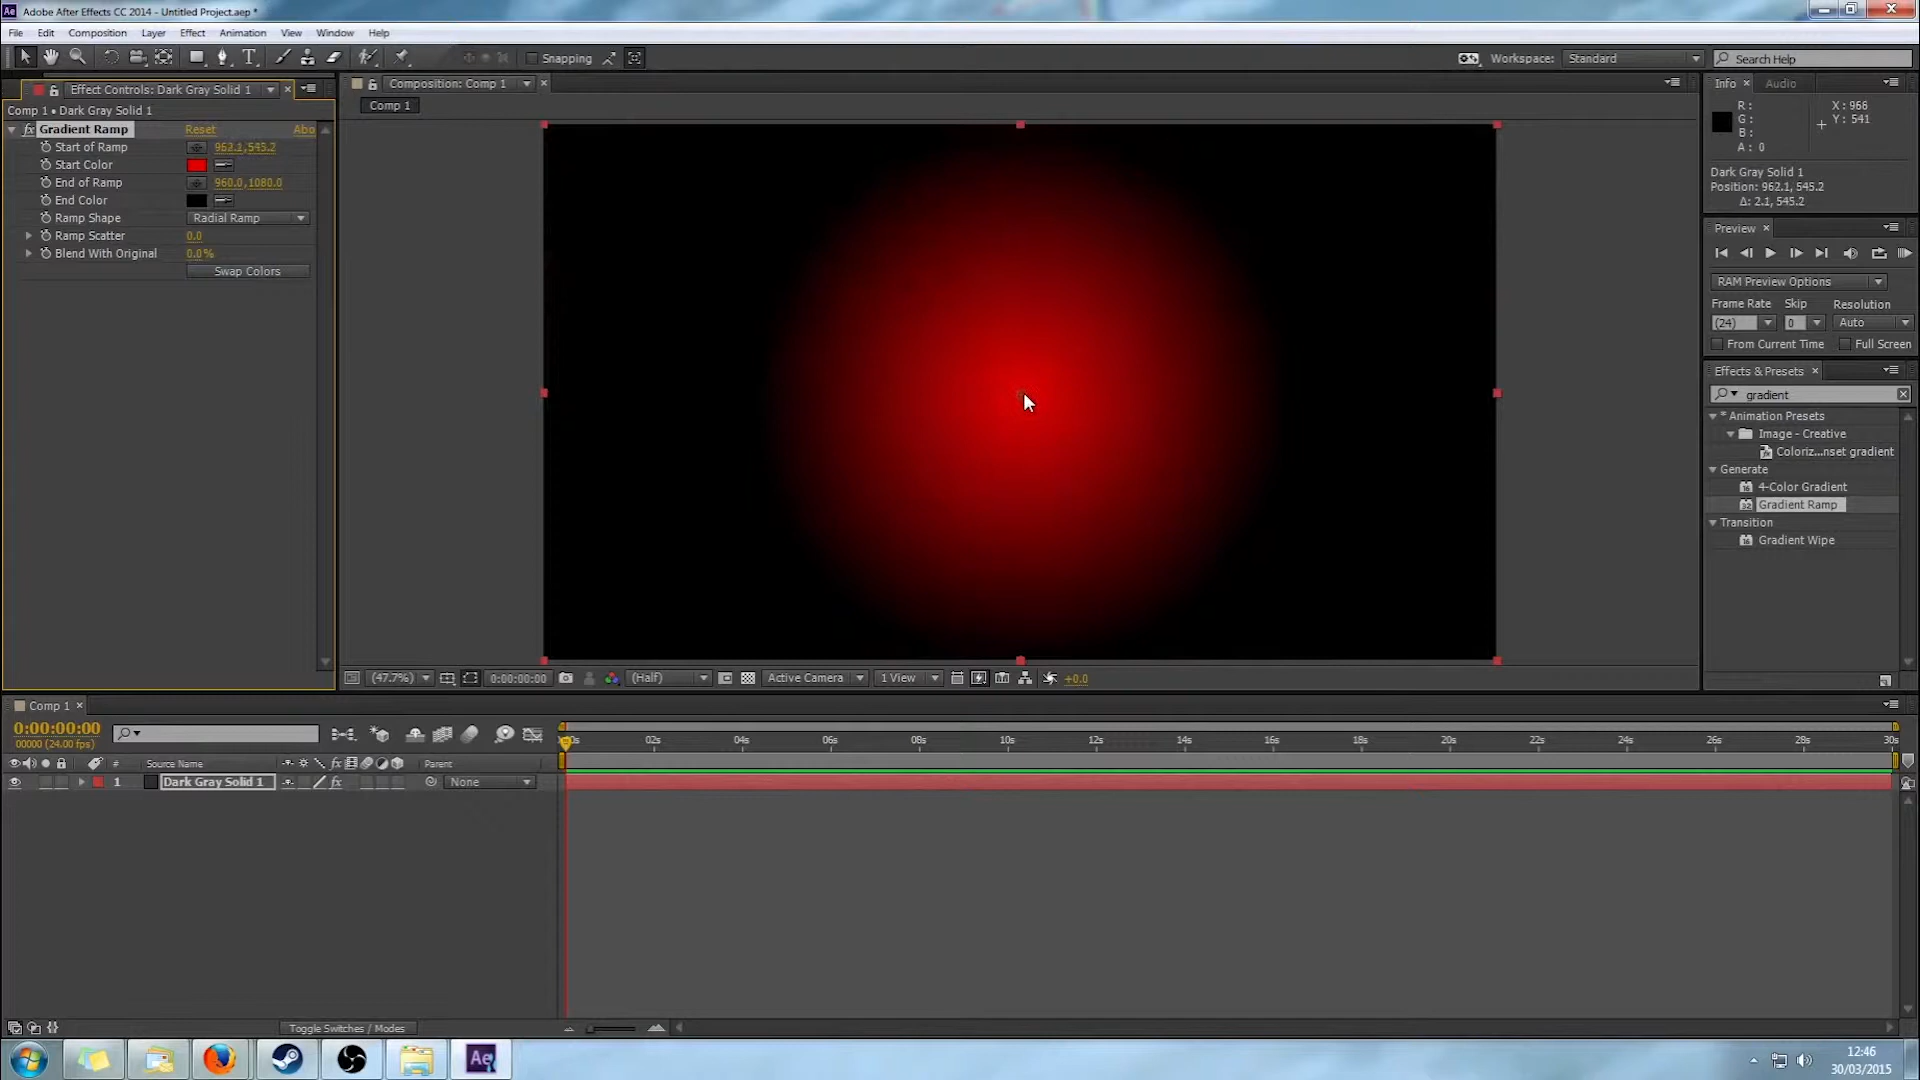 Adobe After Effects CC 2014 - Untitled Project.aep *
File Edit Composition Layer Effect Animation View Window Help
Snapping
Workspace: Standard
Search Help
Effect Controls: Dark Gray Solid 1
Comp 1 • Dark Gray Solid 1
fx Gradient Ramp Reset Abo
Start of Ramp 962.1,545.2
Start Color
End of Ramp 960.0,1080.0
End Color
Ramp Shape Radial Ramp
Ramp Scatter 0.0
Blend With Original 0.0%
Swap Colors
Composition: Comp 1
Comp 1
(47.7%) 0:00:00:00 (Half) Active Camera 1 View +0.0
Info Audio
R: X: 968
G: Y: 541
B:
A: 0
Dark Gray Solid 1
Position: 962.1, 545.2
Δ: 2.1, 545.2
Preview
RAM Preview Options
Frame Rate Skip Resolution
(24) 0 Auto
From Current Time Full Screen
Effects & Presets
gradient
* Animation Presets
Image - Creative
Coloriz...nset gradient
Generate
4-Color Gradient
Gradient Ramp
Transition
Gradient Wipe
Comp 1
0:00:00:00
00000 (24.00 fps)
02s 04s 06s 08s 10s 12s 14s 16s 18s 20s 22s 24s 26s 28s 30s
# Source Name fx Parent
1 Dark Gray Solid 1 fx None
Toggle Switches / Modes
Ae
12:46
30/03/2015